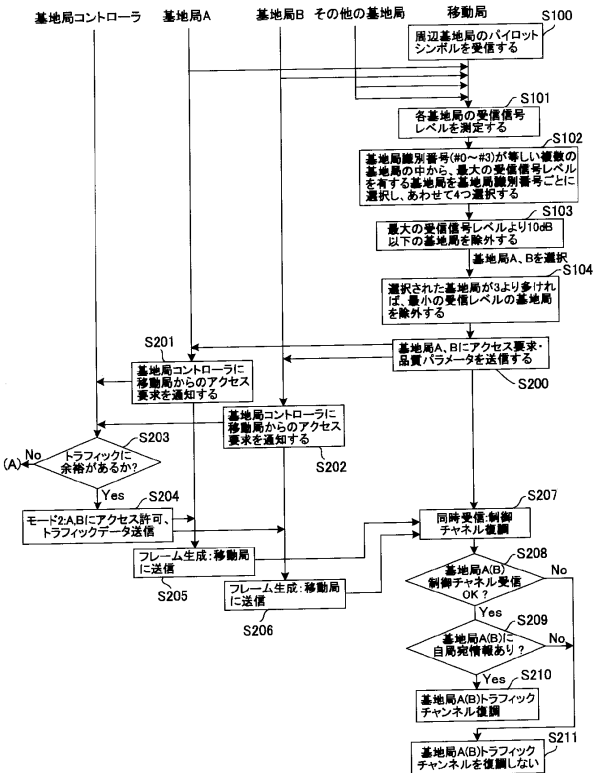 基地局コントローラ
基地局A
基地局B
その他の基地局
移動局
S100
周辺基地局のパイロット
シンボルを受信する
S101
各基地局の受信信号
レベルを測定する
S102
基地局識別番号(#0～#3)が等しい複数の
基地局の中から、最大の受信信号レベル
を有する基地局を基地局識別番号ごとに
選択し、あわせて4つ選択する
S103
最大の受信信号レベルより10dB
以下の基地局を除外する
基地局A、Bを選択
S104
選択された基地局が3より多けれ
ば、最小の受信レベルの基地局
を除外する
基地局A、Bにアクセス要求・
品質パラメータを送信する
S200
S201
基地局コントローラに
移動局からのアクセス
要求を通知する
基地局コントローラに
移動局からのアクセス
要求を通知する
S202
S203
(A)
No
トラフィックに
余裕があるか?
Yes
S204
モード2:A,Bにアクセス許可、
トラフィックデータ送信
フレーム生成:移動局
に送信
S205
フレーム生成:移動局
に送信
S206
S207
同時受信:制御
チャネル復調
S208
基地局A(B)
制御チャネル受信
OK?
No
Yes
S209
基地局A(B)に
自局宛情報あり?
No
Yes
S210
基地局A(B)トラフィック
チャンネル復調
S211
基地局A(B)トラフィック
チャンネルを復調しない